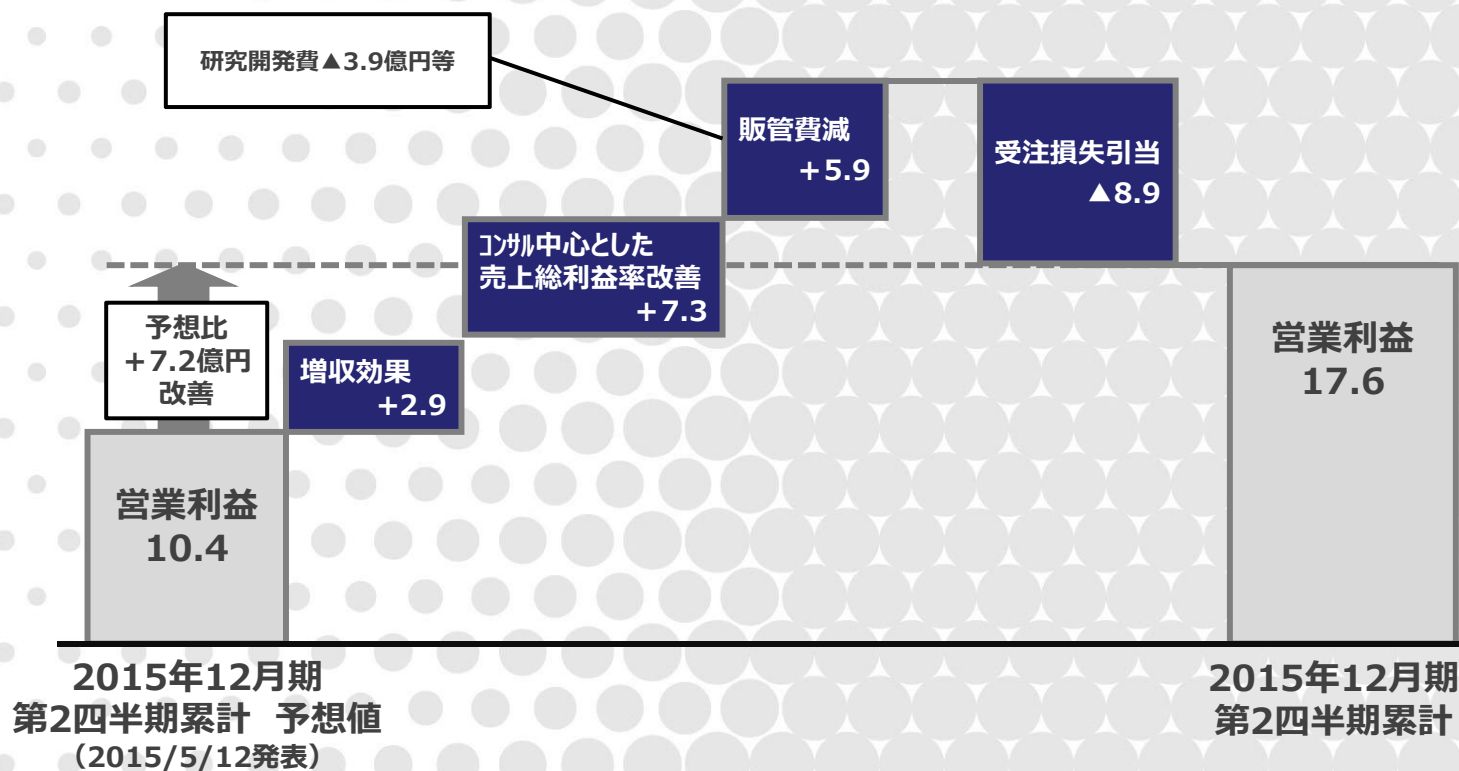 研究開発費▲3.9億円等
販管費減
＋5.9
受注損失引当
▲8.9
ｺﾝｻﾙ中心とした
売上総利益率改善
＋7.3
予想比
＋7.2億円
改善
増収効果
+2.9
営業利益
10.4
営業利益
17.6
2015年12月期
第2四半期累計 予想値
（2015/5/12発表）
2015年12月期
第2四半期累計